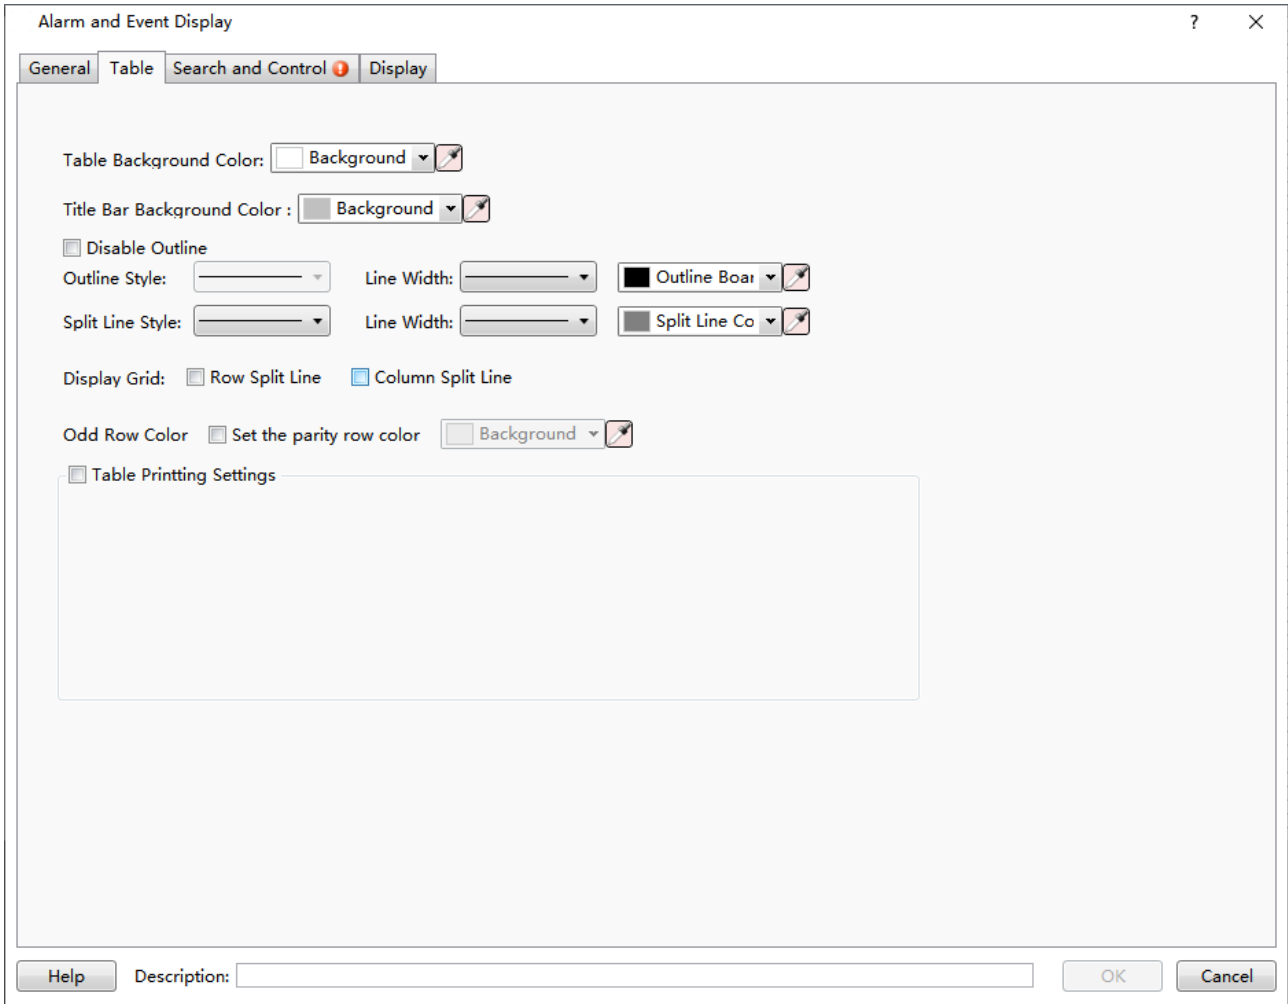 Alarm and Event Display ?
General Table Search and Control Display
Table Background Color: Background
Title Bar Background Color : Background
Disable Outline
Outline Style: Line Width: Outline Boar
Split Line Style: Line Width: Split Line Co
Display Grid: Row Split Line Column Split Line
Odd Row Color Set the parity row color Background
Table Printting Settings
Help Description: OK Cancel